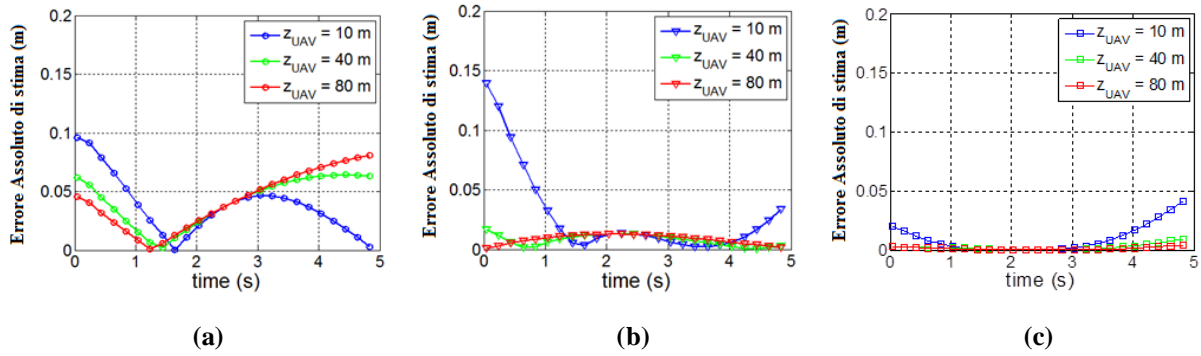 Errore Assoluto di stima (m)
0.2
0.15
0.1
0.05
0
z_UAV = 10 m
z_UAV = 40 m
z_UAV = 80 m
0 1 2 3 4 5
time (s)
(a)
Errore Assoluto di stima (m)
0.2
0.15
0.1
0.05
0
z_UAV = 10 m
z_UAV = 40 m
z_UAV = 80 m
0 1 2 3 4 5
time (s)
(b)
Errore Assoluto di stima (m)
0.2
0.15
0.1
0.05
0
z_UAV = 10 m
z_UAV = 40 m
z_UAV = 80 m
0 1 2 3 4 5
time (s)
(c)